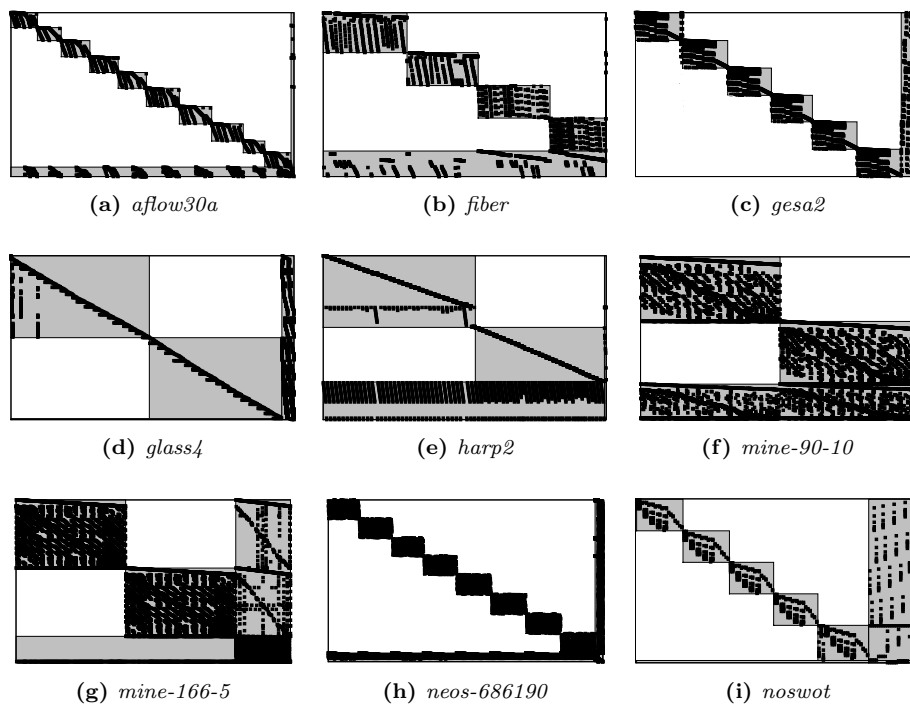 (a) aflow30a
(b) fiber
(c) gesa2
(d) glass4
(e) harp2
(f) mine-90-10
(g) mine-166-5
(h) neos-686190
(i) noswot